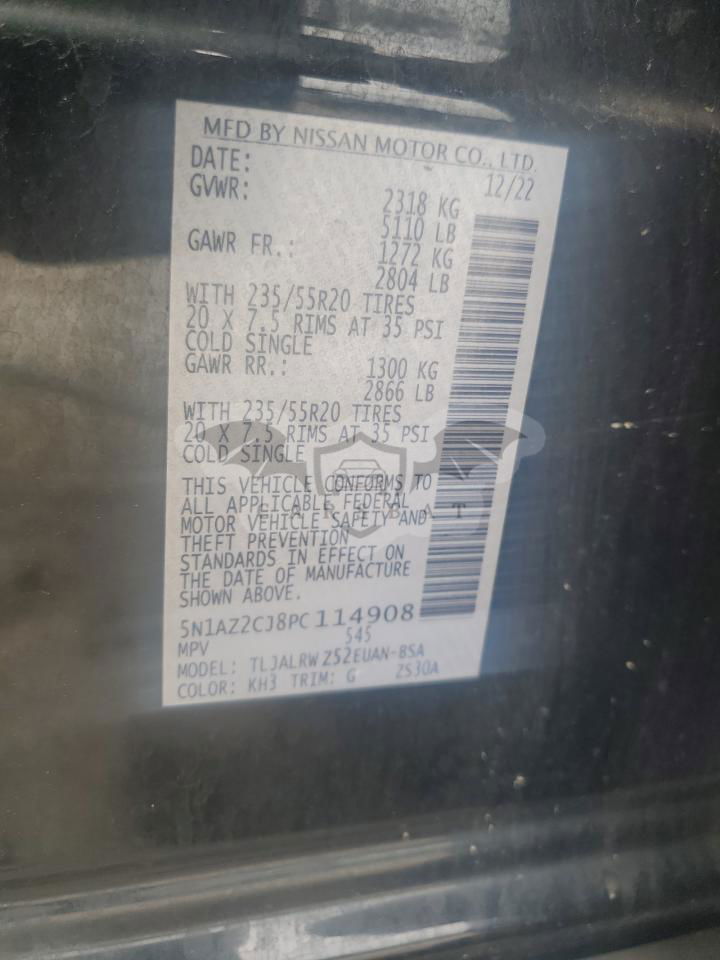 MFD BY NISSAN MOTOR CO., LTD.
DATE: 12/22
GVWR: 2318 KG
5110 LB
GAWR FR.: 1272 KG
2804 LB
WITH 235/55R20 TIRES
20 X 7.5 RIMS AT 35 PSI
COLD SINGLE
GAWR RR.: 1300 KG
2866 LB
WITH 235/55R20 TIRES
20 X 7.5 RIMS AT 35 PSI
COLD SINGLE
THIS VEHICLE CONFORMS TO
ALL APPLICABLE FEDERAL
MOTOR VEHICLE SAFETY AND
THEFT PREVENTION
STANDARDS IN EFFECT ON
THE DATE OF MANUFACTURE
SHOWN ABOVE.
5N1AZ2CJ8PC114908
MPV 545
MODEL: TLJALRW Z52EUAN-BSA
COLOR: KH3 TRIM: G ZS30A